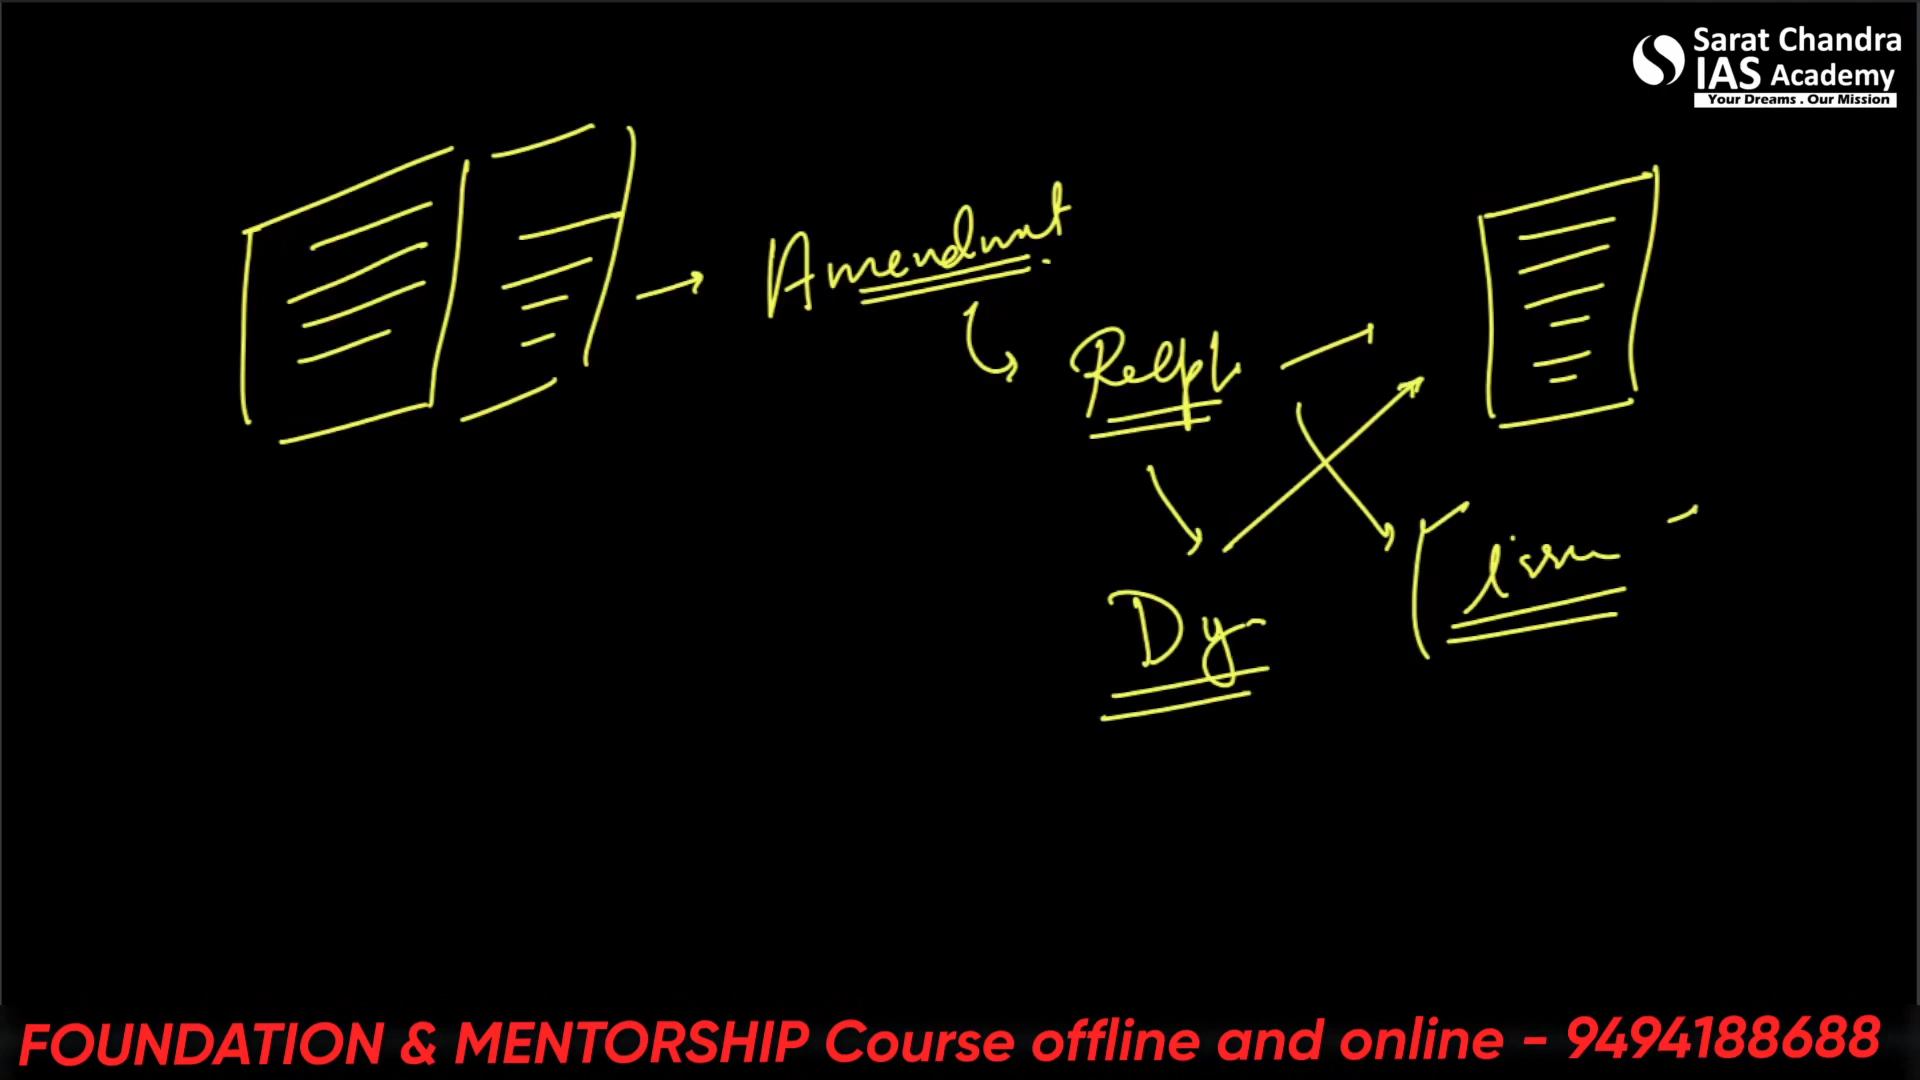 Sarat Chandra
IAS Academy
Your Dreams . Our Mission
Amendment
Dy
FOUNDATION & MENTORSHIP Course offline and online - 9494188688